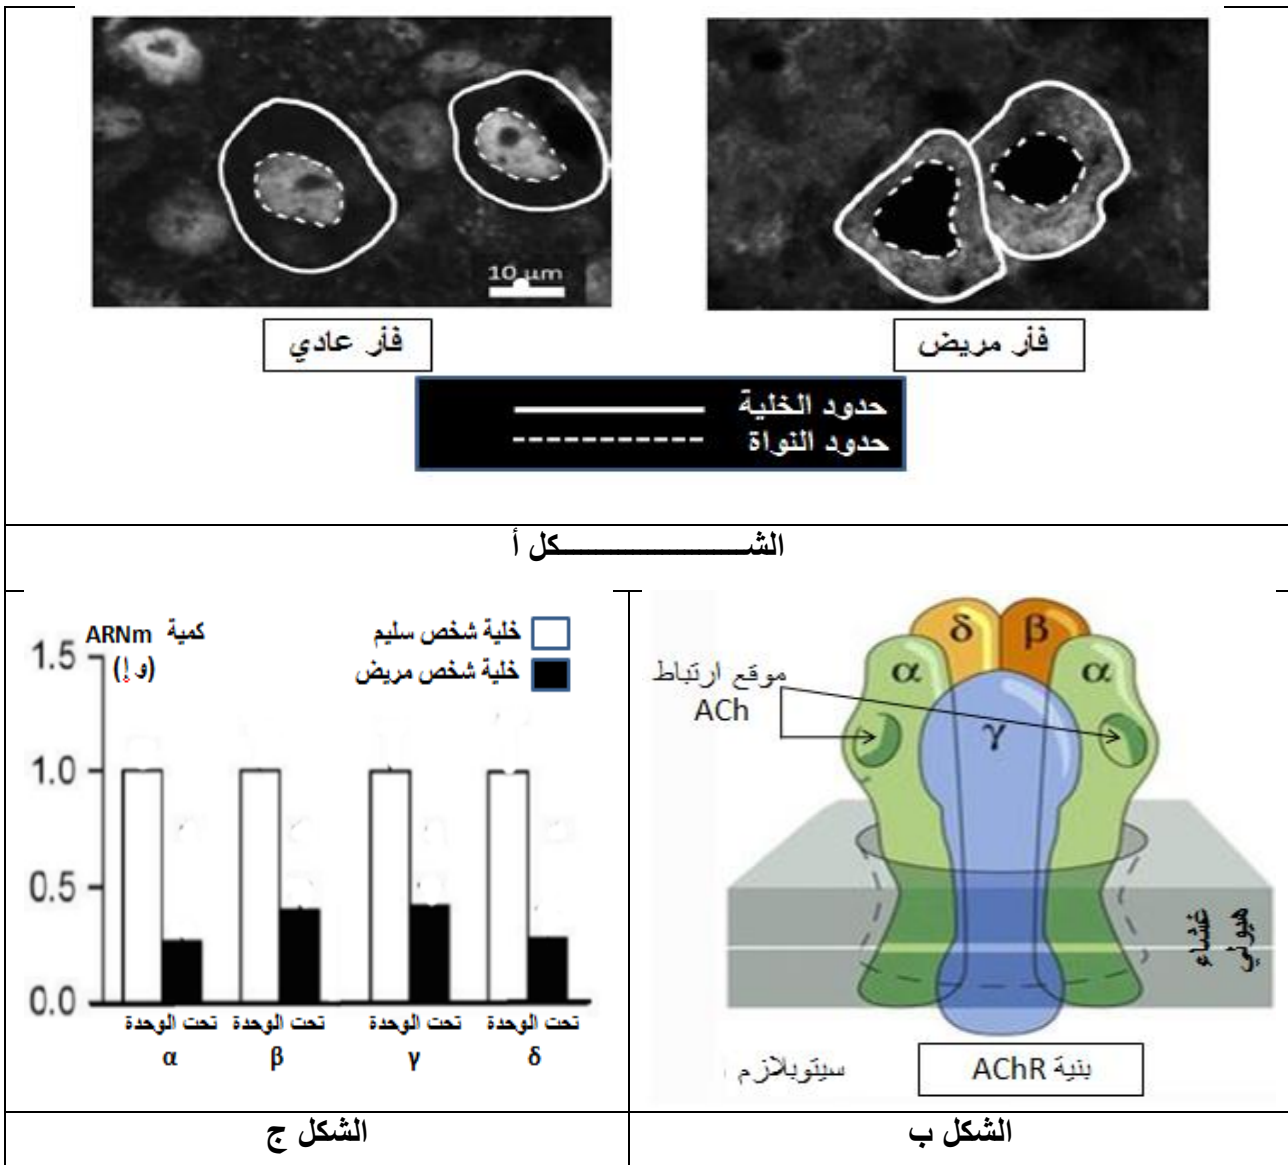 10 µm
فأر عادي
فأر مريض
حدود الخلية
حدود النواة
الشـــــــــــــكل أ
كمية ARNm
(و إ)
خلية شخص سليم
خلية شخص مريض
1.5
1.0
0.5
0.0
تحت الوحدة
α
تحت الوحدة
β
تحت الوحدة
γ
تحت الوحدة
δ
الشكل ج
δ
β
α
α
γ
موقع ارتباط
ACh
غشاء
هيولي
سيتوبلازم
بنية AChR
الشكل ب